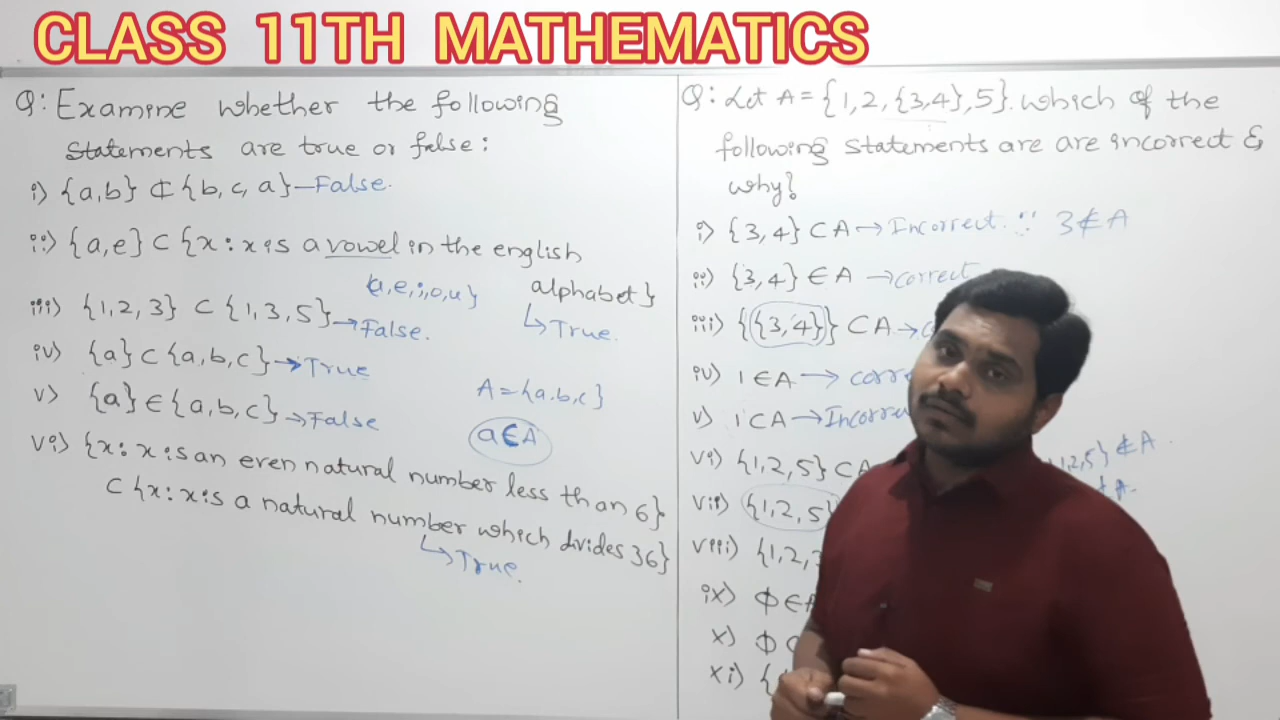 CLASS 11TH MATHEMATICS
Q: Examine whether the following
statements are true or false:
i) {a,b} ⊄ {b, c, a} – False.
ii) {a,e} ⊂ {x : x is a vowel in the english
alphabet}
{a,e,i,o,u}
↳ True.
iii) {1,2,3} ⊂ {1,3,5} → False.
iv) {a} ⊂ {a,b,c} → True
v) {a} ∈ {a,b,c} → False
A = {a,b,c}
a ∈ A
vi) {x : x is an even natural number less than 6}
⊂ {x : x is a natural number which divides 36}
↳ True.
Q: Let A = {1,2,{3,4},5}. which of the
following statements are are incorrect &
why?
i) {3,4} ⊂ A → Incorrect. ∵ 3 ∉ A
ii) {3,4} ∈ A → correct
iii) {{3,4}} ⊂ A →
iv) 1 ∈ A →
v) 1 ⊂ A →
vi) {1,2,5} ⊂ A
1,2,5} ∉ A.
vii) {1,2,5}
viii) {1,2,3
ix) φ ∈ A
x) φ
xi) {